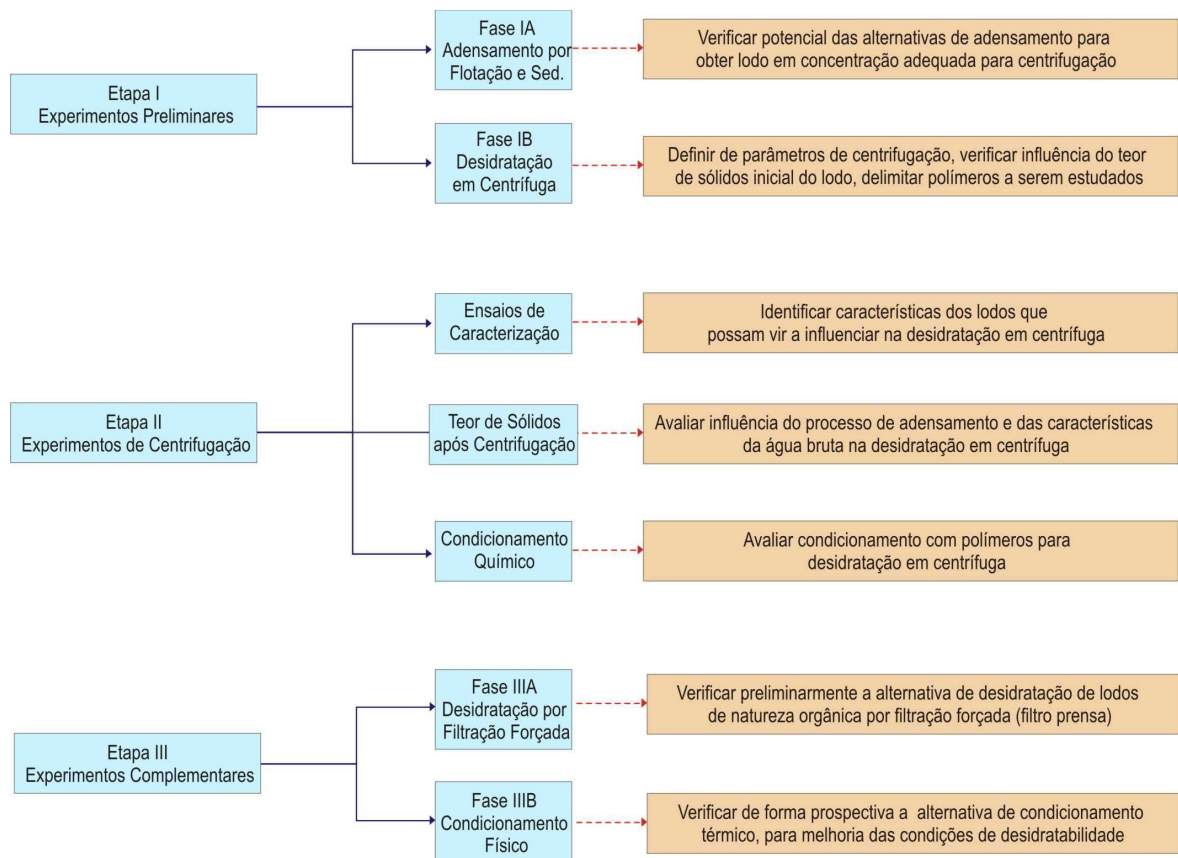 Etapa I
Experimentos Preliminares
Fase IA
Adensamento por
Flotação e Sed.
Verificar potencial das alternativas de adensamento para
obter lodo em concentração adequada para centrifugação
Fase IB
Desidratação
em Centrífuga
Definir de parâmetros de centrifugação, verificar influência do teor
de sólidos inicial do lodo, delimitar polímeros a serem estudados
Etapa II
Experimentos de Centrifugação
Ensaios de
Caracterização
Identificar características dos lodos que
possam vir a influenciar na desidratação em centrífuga
Teor de Sólidos
após Centrifugação
Avaliar influência do processo de adensamento e das características
da água bruta na desidratação em centrífuga
Condicionamento
Químico
Avaliar condicionamento com polímeros para
desidratação em centrífuga
Etapa III
Experimentos Complementares
Fase IIIA
Desidratação por
Filtração Forçada
Verificar preliminarmente a alternativa de desidratação de lodos
de natureza orgânica por filtração forçada (filtro prensa)
Fase IIIB
Condicionamento
Físico
Verificar de forma prospectiva a alternativa de condicionamento
térmico, para melhoria das condições de desidratabilidade